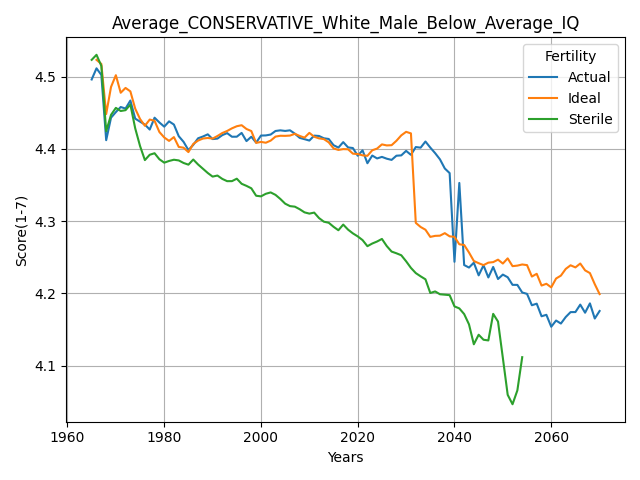 Average_CONSERVATIVE_White_Male_Below_Average_IQ
Fertility
Actual
Ideal
Sterile
Score(1-7)
4.5
4.4
4.3
4.2
4.1
1960
1980
2000
2020
2040
2060
Years